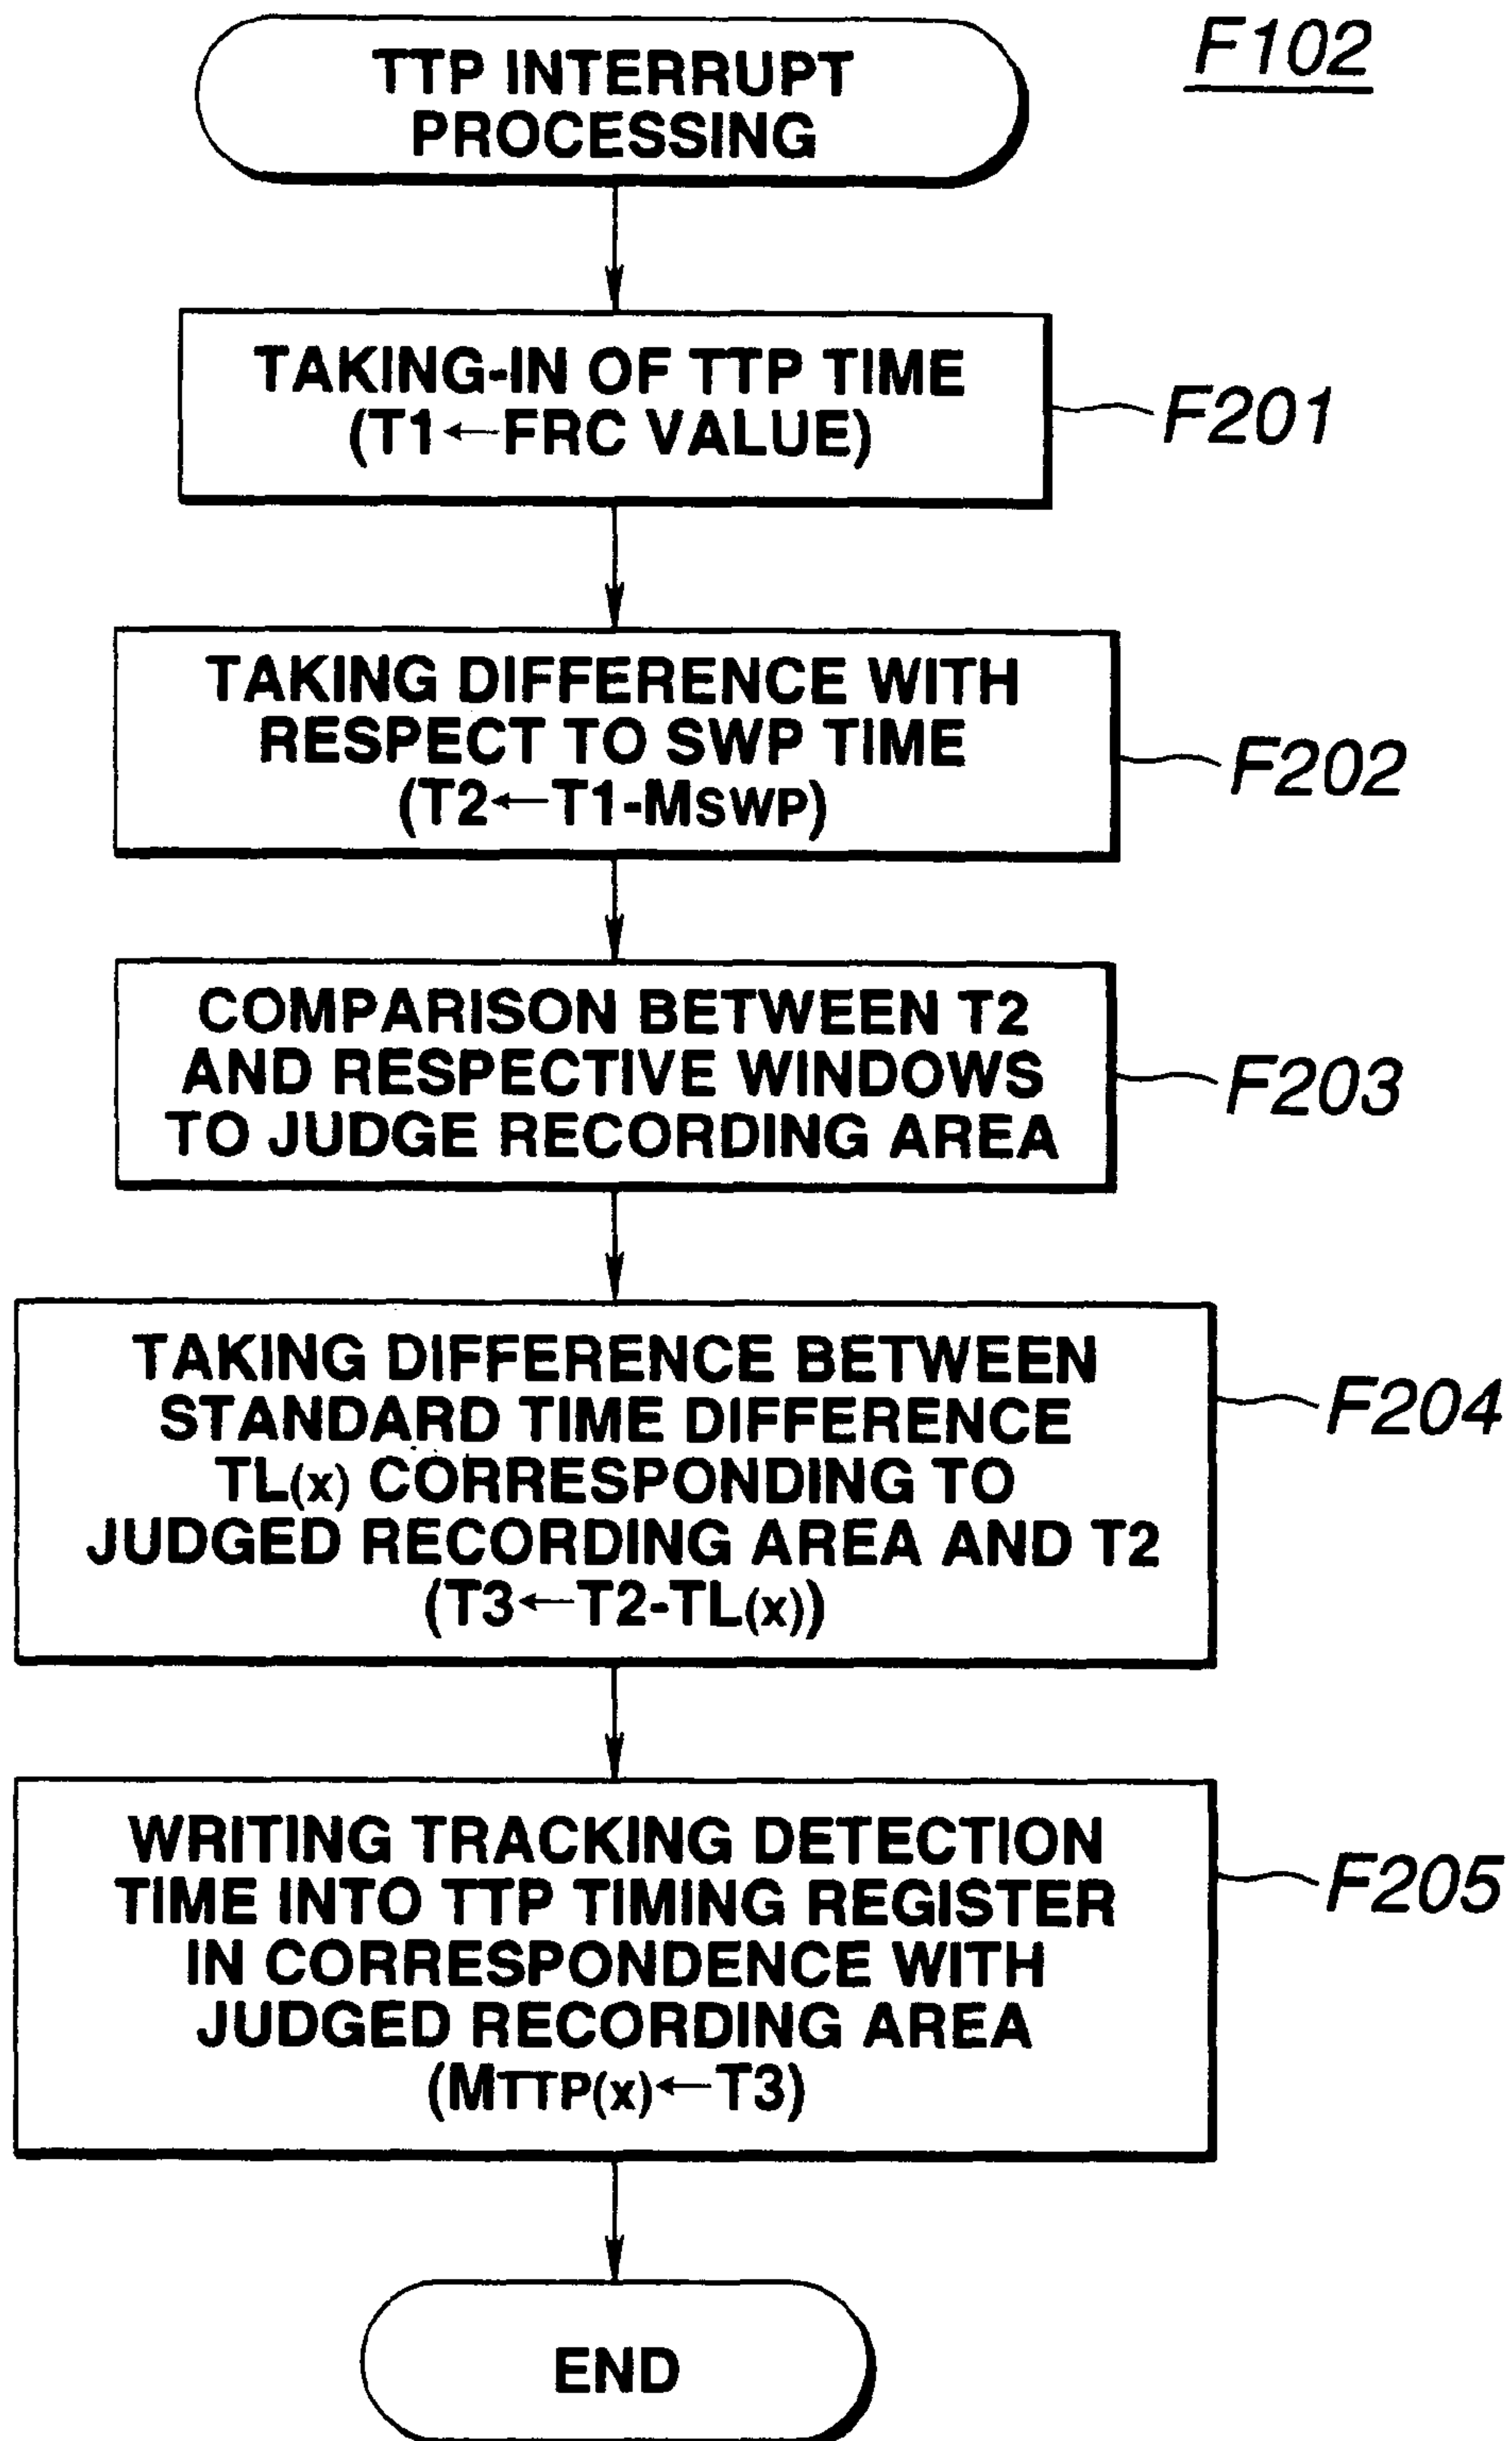 F102
TTP INTERRUPT
PROCESSING
TAKING-IN OF TTP TIME
(T1←FRC VALUE)
F201
TAKING DIFFERENCE WITH
RESPECT TO SWP TIME
(T2←T1-MSWP)
F202
COMPARISON BETWEEN T2
AND RESPECTIVE WINDOWS
TO JUDGE RECORDING AREA
F203
TAKING DIFFERENCE BETWEEN
STANDARD TIME DIFFERENCE
TL(x) CORRESPONDING TO
JUDGED RECORDING AREA AND T2
(T3←T2-TL(x))
F204
WRITING TRACKING DETECTION
TIME INTO TTP TIMING REGISTER
IN CORRESPONDENCE WITH
JUDGED RECORDING AREA
(MTTP(x)←T3)
F205
END